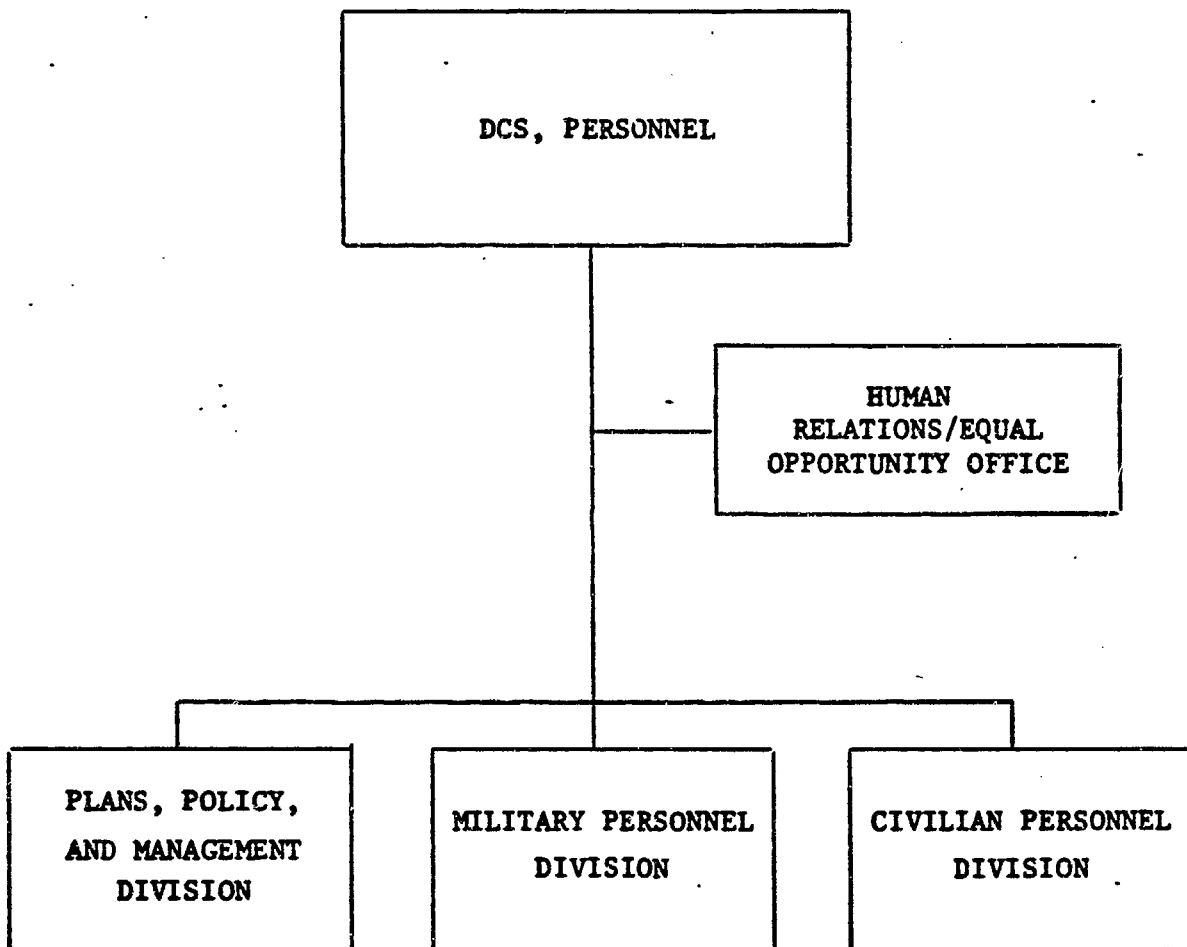 DCS, PERSONNEL
HUMAN
RELATIONS/EQUAL
OPPORTUNITY OFFICE
PLANS, POLICY,
AND MANAGEMENT
DIVISION
MILITARY PERSONNEL
DIVISION
CIVILIAN PERSONNEL
DIVISION